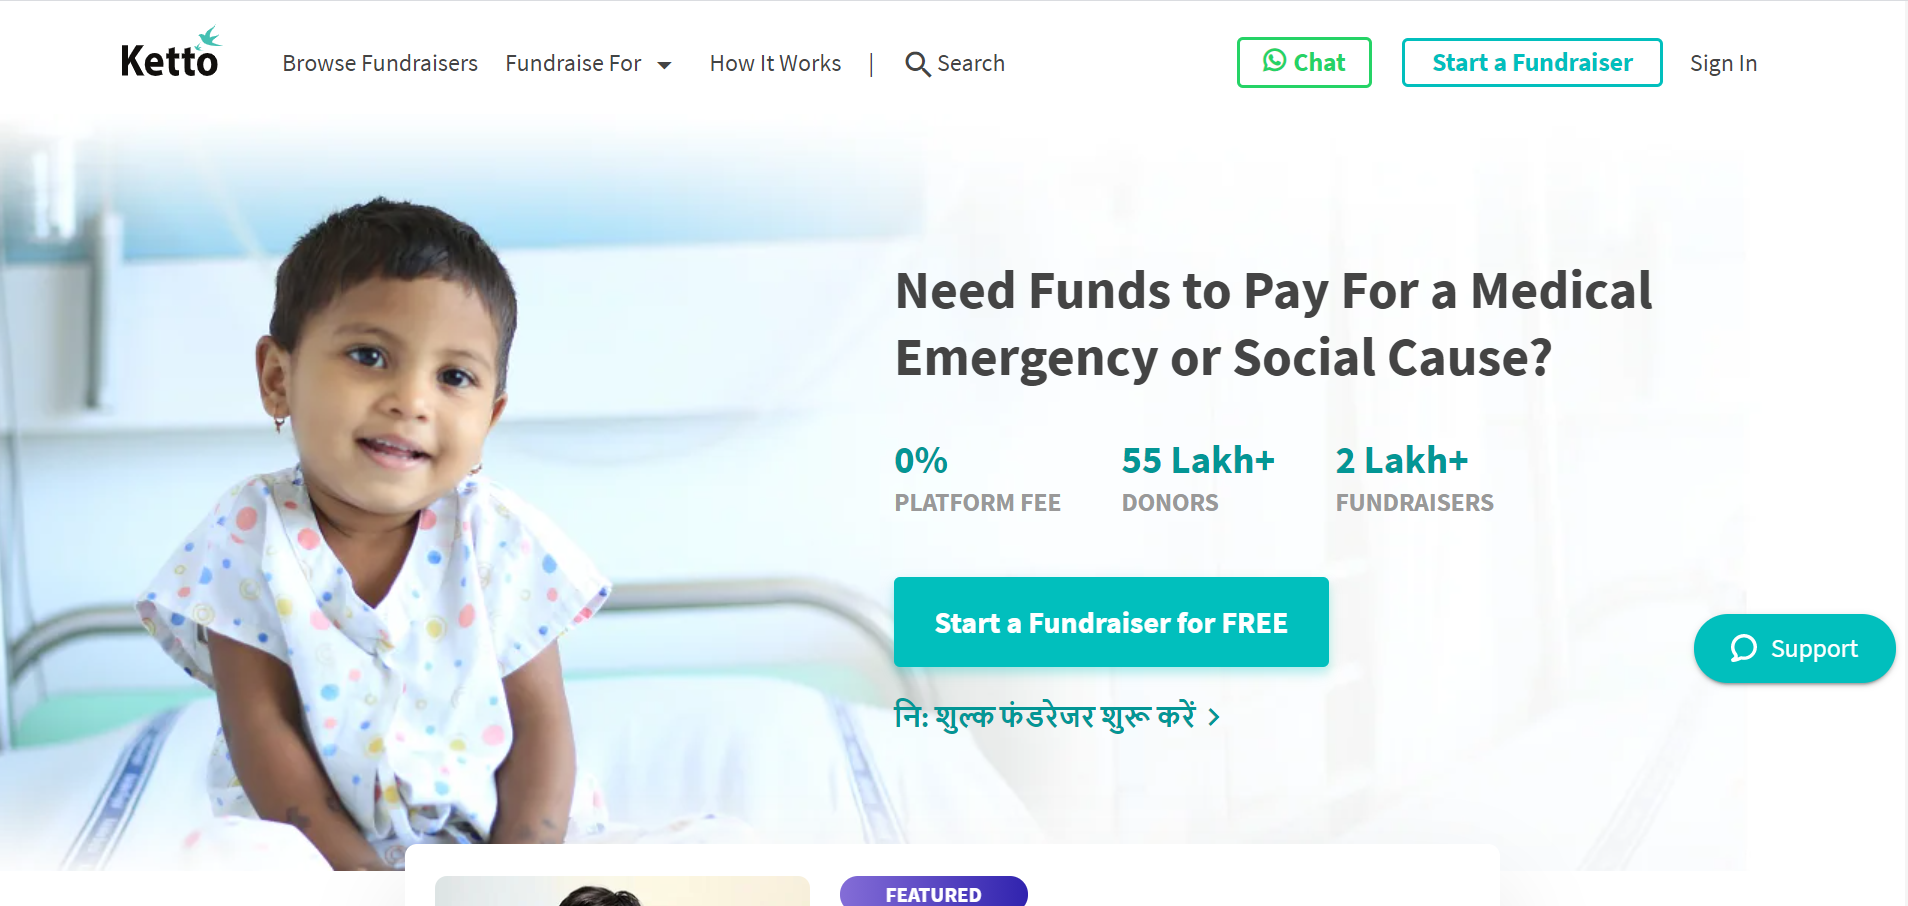 Ketto
Browse Fundraisers
Fundraise For
How It Works
|
Search
Chat
Start a Fundraiser
Sign In
Need Funds to Pay For a Medical
Emergency or Social Cause?
0%
PLATFORM FEE
55 Lakh+
DONORS
2 Lakh+
FUNDRAISERS
Start a Fundraiser for FREE
नि: शुल्क फंडरेजर शुरू करें
Support
FEATURED